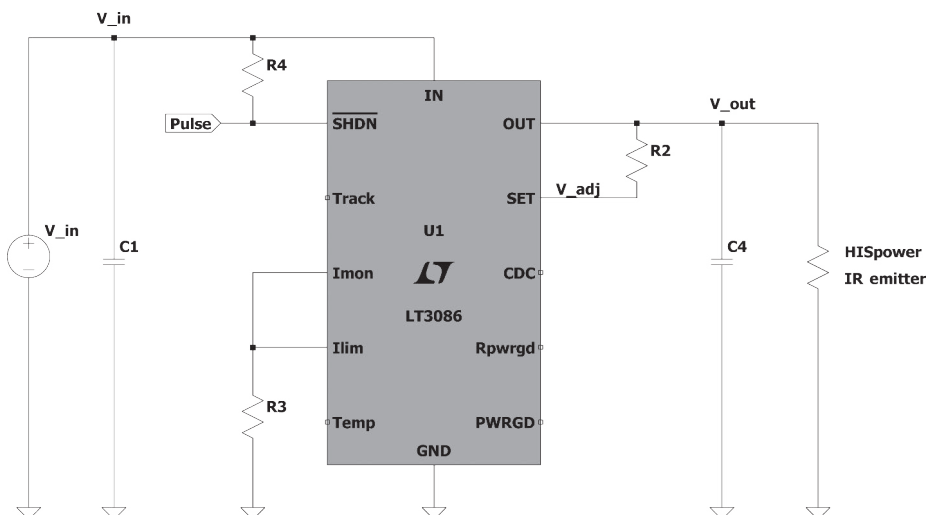 V_in
R4
IN
Pulse
SHDN
OUT
V_out
R2
Track
SET
V_adj
V_in
C1
U1
C4
HISpower
IR emitter
Imon
CDC
LT3086
Ilim
Rpwrgd
R3
Temp
PWRGD
GND